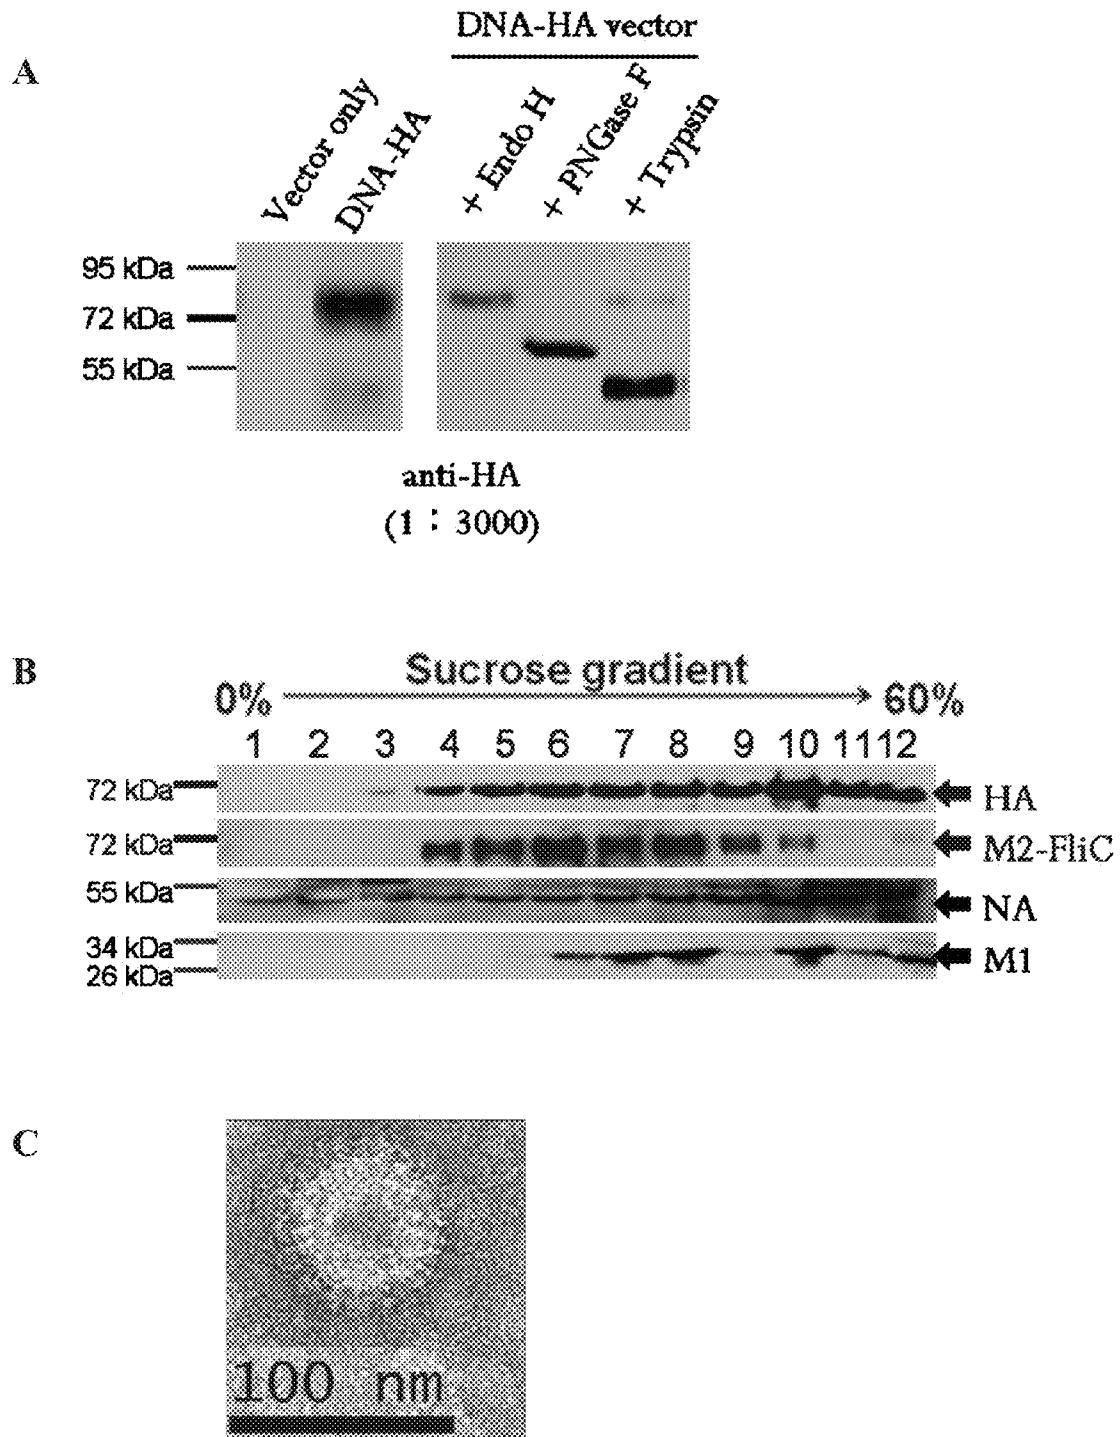 DNA-HA vector
A
Vector only
DNA-HA
+ Endo H
+ PNGase F
+ Trypsin
95 kDa
72 kDa
55 kDa
anti-HA
(1 : 3000)
B
Sucrose gradient
0% 60%
1 2 3 4 5 6 7 8 9 10 11 12
72 kDa HA
72 kDa M2-FliC
55 kDa NA
34 kDa M1
26 kDa
C
100 nm